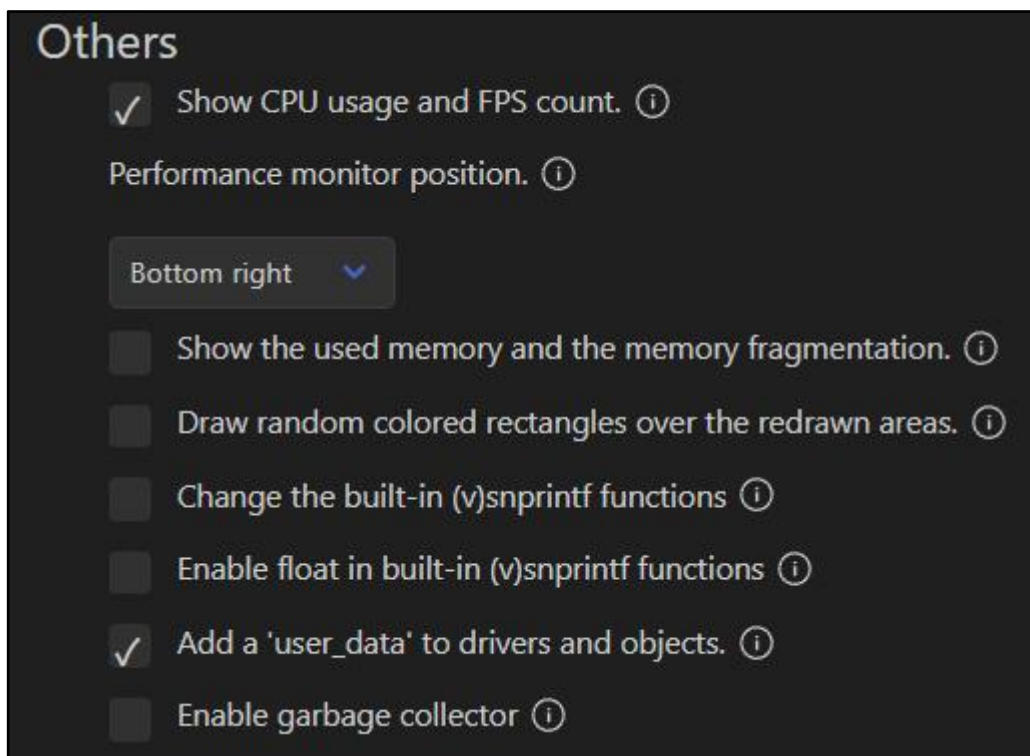 Others
Show CPU usage and FPS count.
Performance monitor position.
Bottom right
Show the used memory and the memory fragmentation.
Draw random colored rectangles over the redrawn areas.
Change the built-in (v)snprintf functions
Enable float in built-in (v)snprintf functions
Add a 'user_data' to drivers and objects.
Enable garbage collector